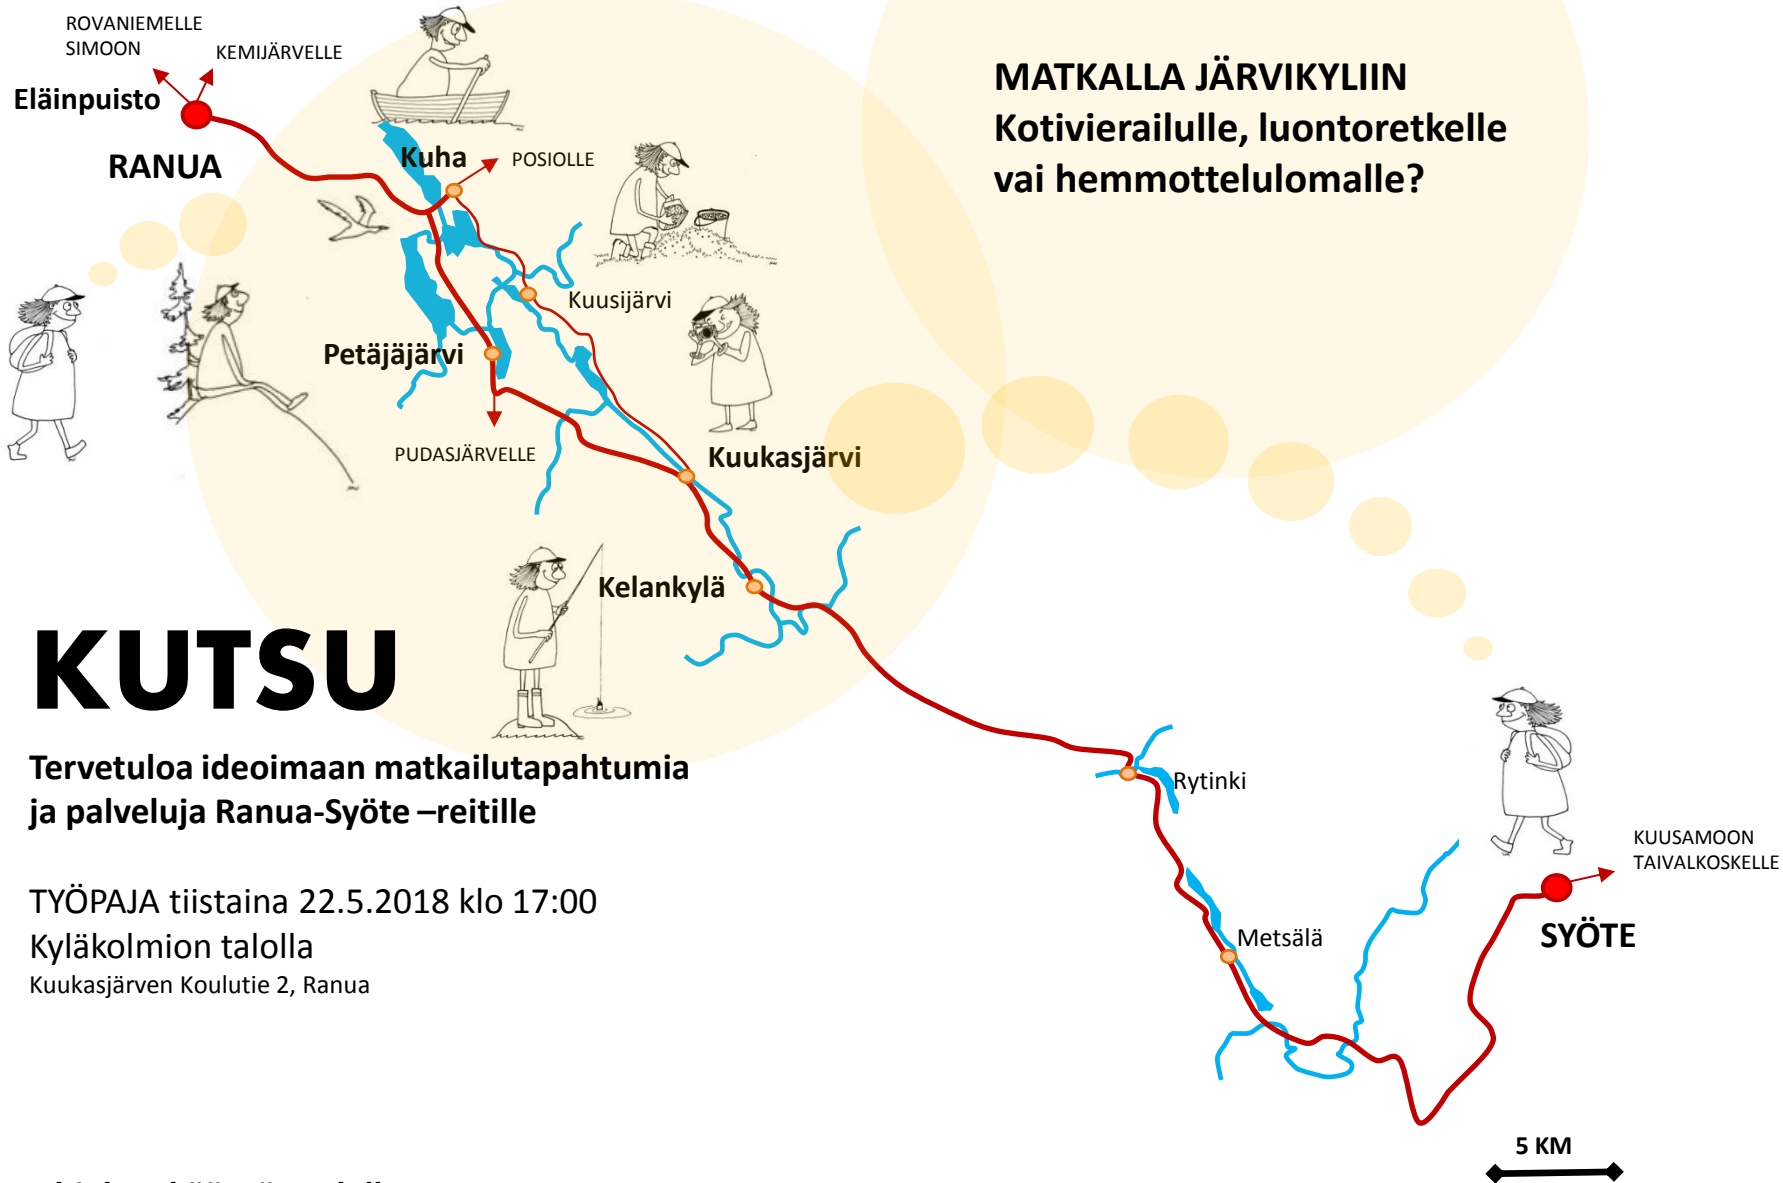 ROVANIEMELLE
SIMOON
KEMIJÄRVELLE
Eläinpuisto
RANUA
Kuha
POSIOLLE
MATKALLA JÄRVIKYLIIN
Kotivierailulle, luontoretkelle
vai hemmottelulomalle?
Kuusijärvi
Petäjäjärvi
PUDASJÄRVELLE
Kuukasjärvi
Kelankylä
KUTSU
Tervetuloa ideoimaan matkailutapahtumia
ja palveluja Ranua-Syöte –reitille
TYÖPAJA tiistaina 22.5.2018 klo 17:00
Kyläkolmion talolla
Kuukasjärven Koulutie 2, Ranua
Rytinki
Metsälä
KUUSAMOON
TAIVALKOSKELLE
SYÖTE
5 KM